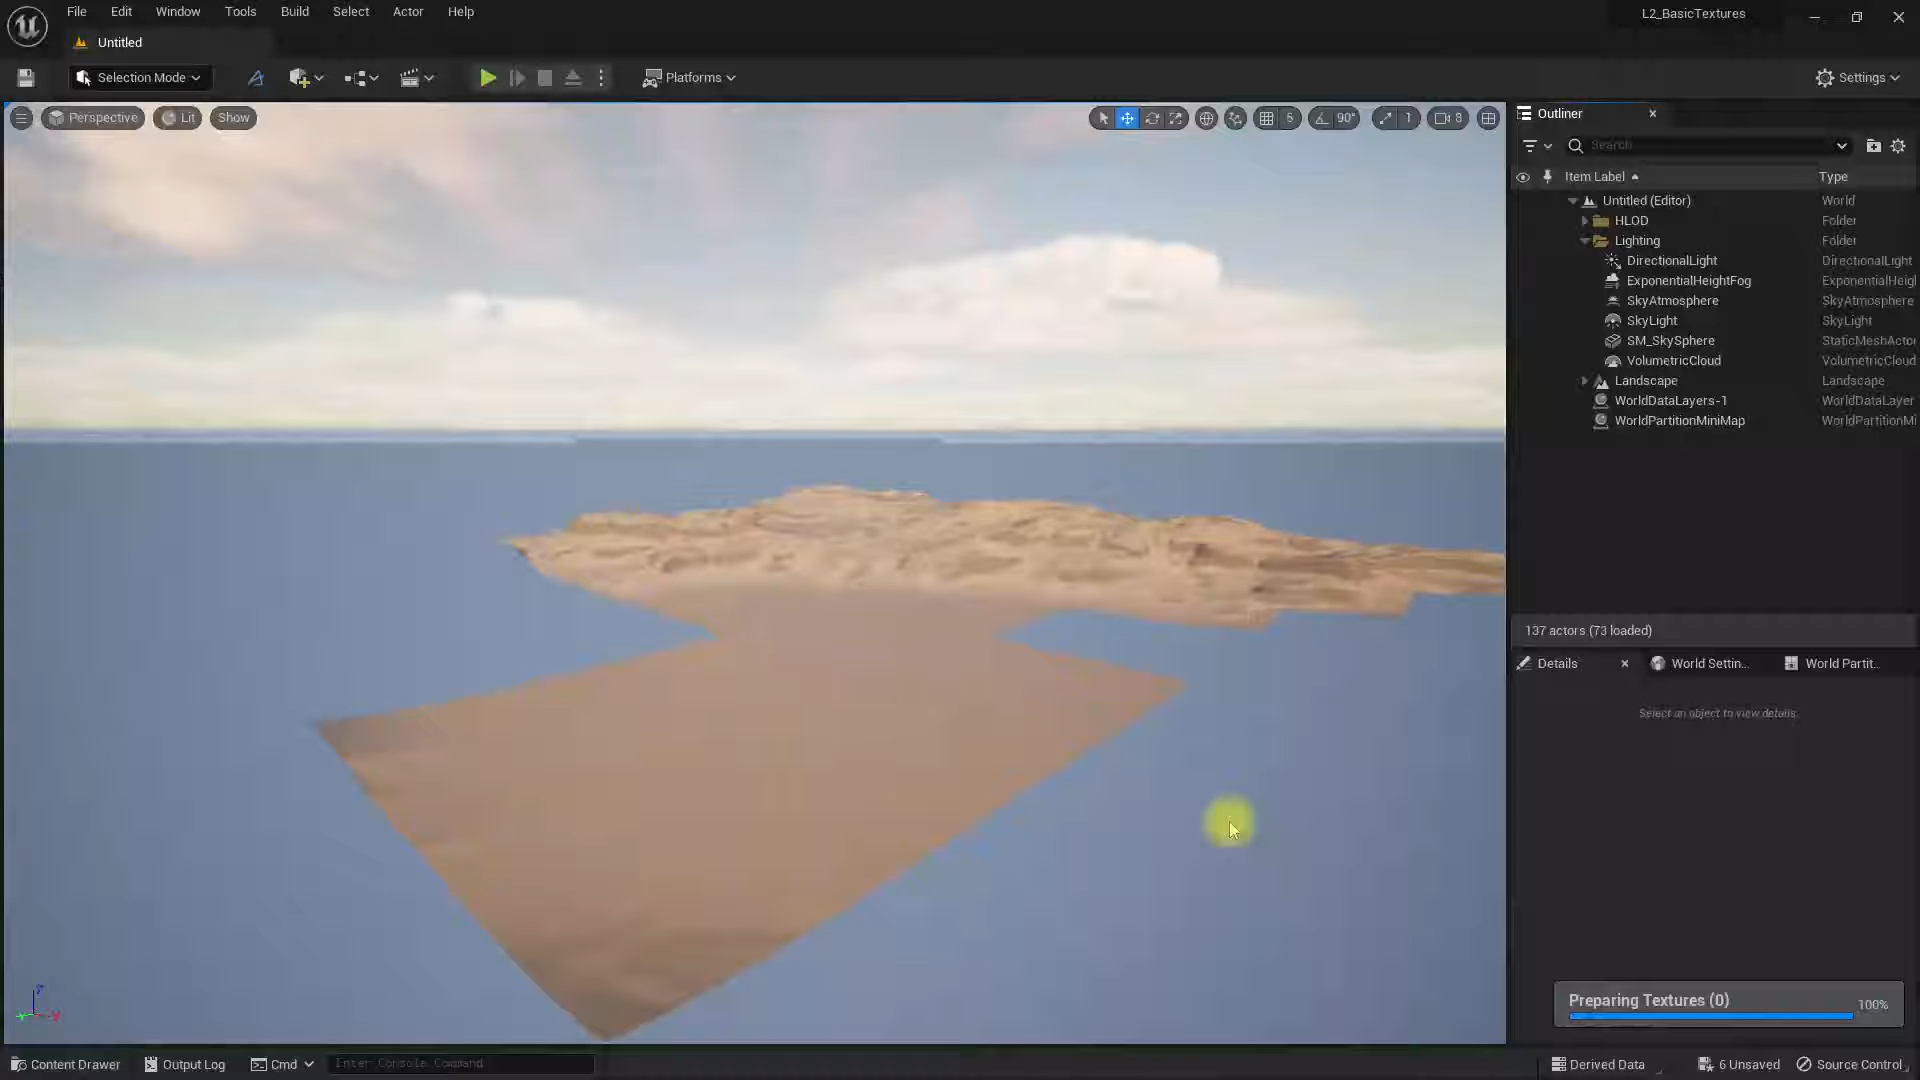 File Edit Window Tools Build Select Actor Help
L2_BasicTextures
Untitled
Selection Mode
Platforms
Settings
Perspective Lit Show
5 90° 1 8
Outliner
Search
Item Label Type
Untitled (Editor) World
HLOD Folder
Lighting Folder
DirectionalLight DirectionalLight
ExponentialHeightFog ExponentialHeigl
SkyAtmosphere SkyAtmosphere
SkyLight SkyLight
SM_SkySphere StaticMeshActor
VolumetricCloud VolumetricCloud
Landscape Landscape
WorldDataLayers-1 WorldDataLayer
WorldPartitionMiniMap WorldPartitionMi
137 actors (73 loaded)
Details World Settin... World Partit...
Select an object to view details.
Preparing Textures (0) 100%
Content Drawer Output Log Cmd Enter Console Command
Derived Data 6 Unsaved Source Control